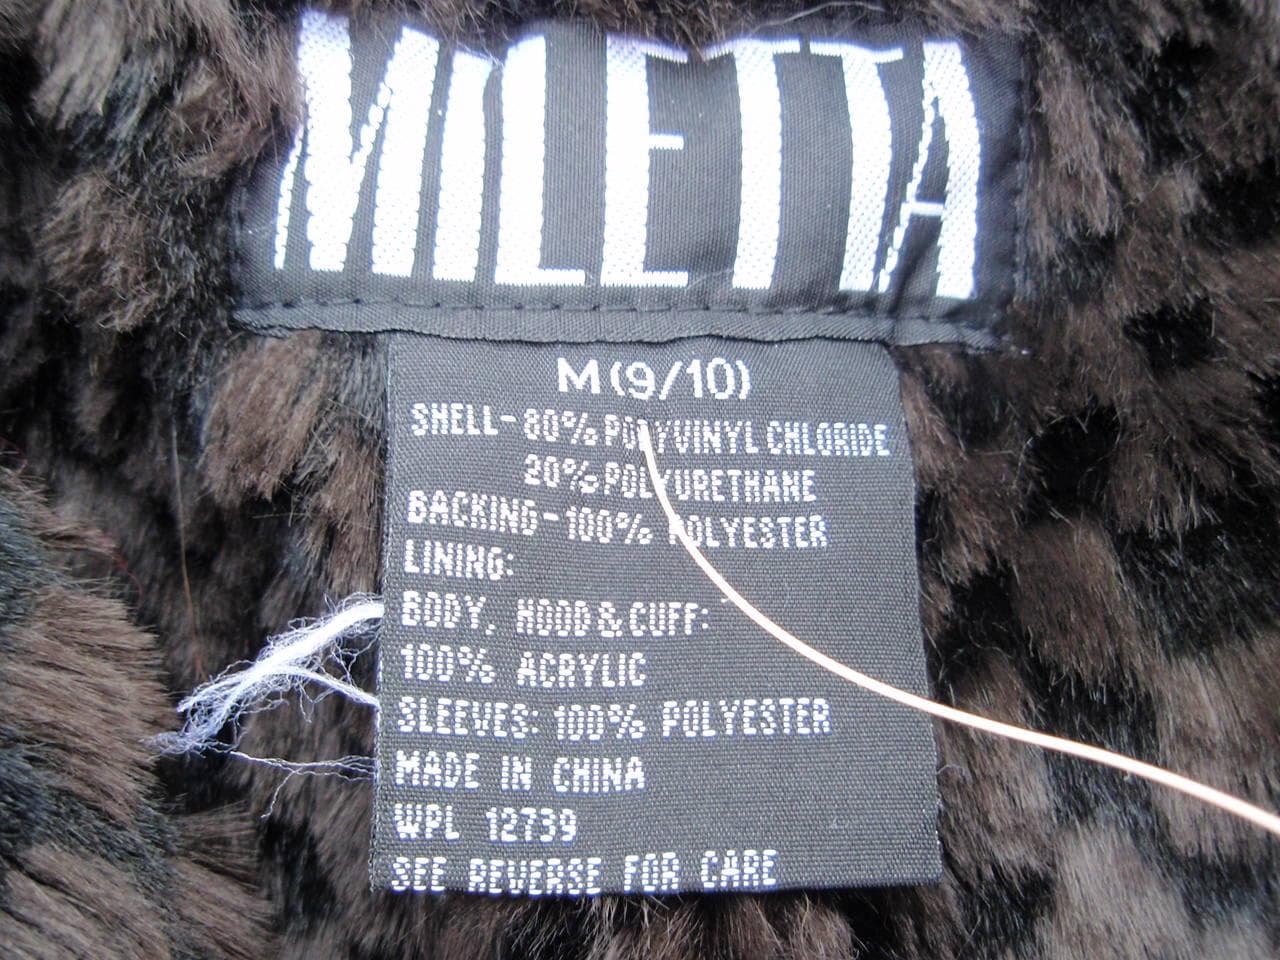 MILETTA
M (9/10)
SHELL-80% POLYVINYL CHLORIDE
20% POLYURETHANE
BACKING-100% POLYESTER
LINING:
BODY, HOOD & CUFF:
100% ACRYLIC
SLEEVES: 100% POLYESTER
MADE IN CHINA
WPL 12739
SEE REVERSE FOR CARE